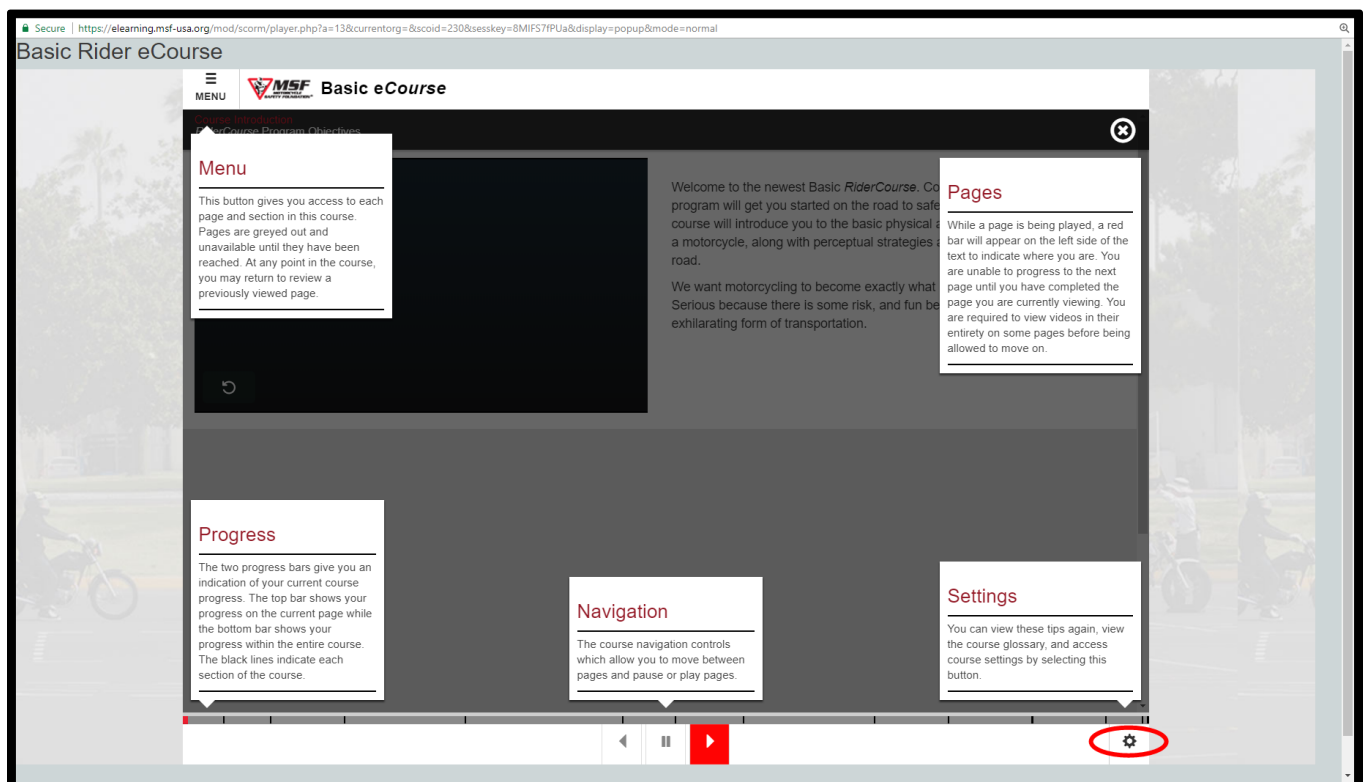 Secure | https://elearning.msf-usa.org/mod/scorm/player.php?a=13&currentorg=&scoid=230&sesskey=8MIFS7fPUa&display=popup&mode=normal
Basic Rider eCourse
MENU
MSF
MOTORCYCLE
SAFETY FOUNDATION
Basic eCourse
Course Introduction
RiderCourse Program Objectives
Menu
This button gives you access to each
page and section in this course.
Pages are greyed out and
unavailable until they have been
reached. At any point in the course,
you may return to review a
previously viewed page.
Welcome to the newest Basic RiderCourse. Co
program will get you started on the road to safe
course will introduce you to the basic physical a
a motorcycle, along with perceptual strategies a
road.
We want motorcycling to become exactly what
Serious because there is some risk, and fun be
exhilarating form of transportation.
Pages
While a page is being played, a red
bar will appear on the left side of the
text to indicate where you are. You
are unable to progress to the next
page until you have completed the
page you are currently viewing. You
are required to view videos in their
entirety on some pages before being
allowed to move on.
Progress
The two progress bars give you an
indication of your current course
progress. The top bar shows your
progress on the current page while
the bottom bar shows your
progress within the entire course.
The black lines indicate each
section of the course.
Navigation
The course navigation controls
which allow you to move between
pages and pause or play pages.
Settings
You can view these tips again, view
the course glossary, and access
course settings by selecting this
button.